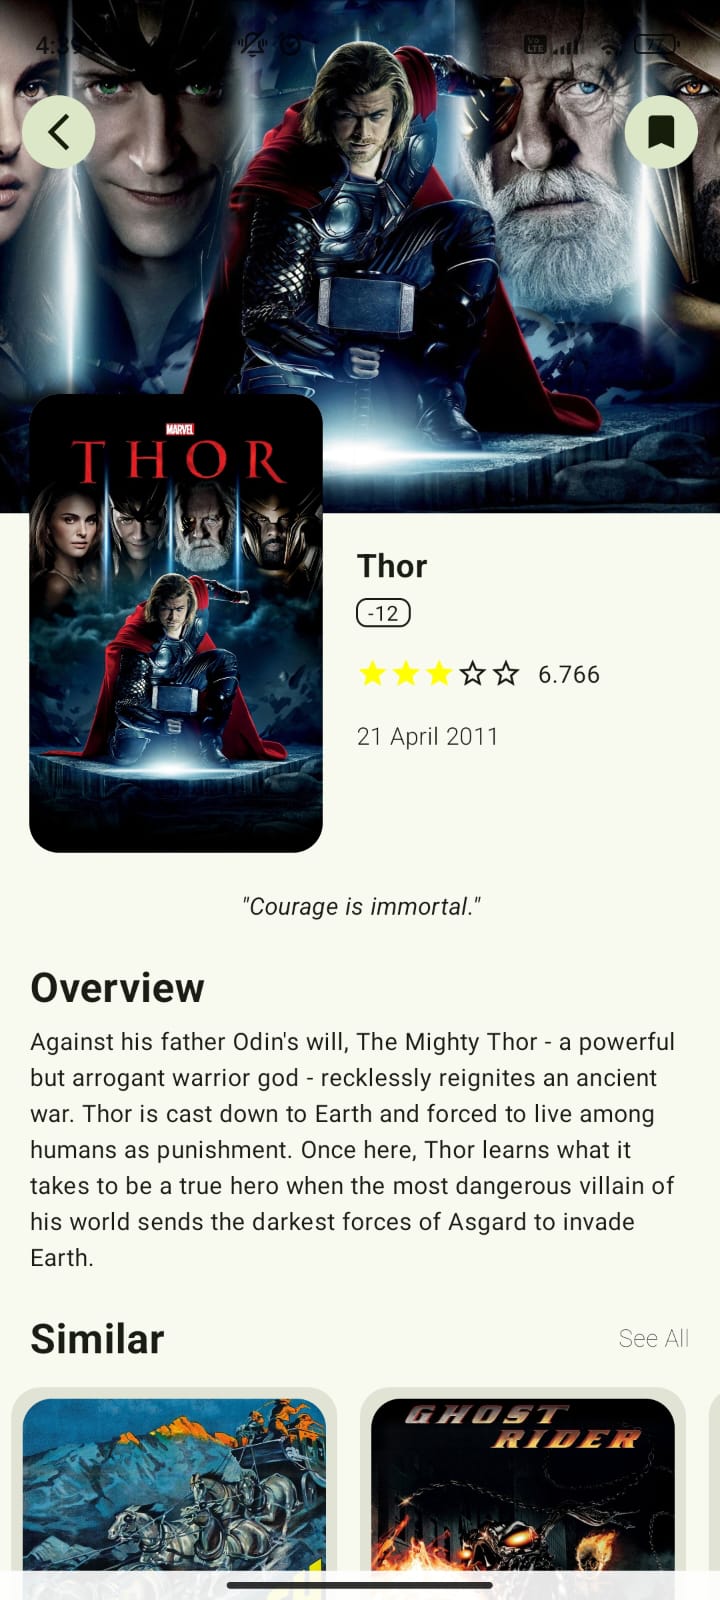 VO
LTE
77
MARVEL
THOR
Thor
-12
6.766
21 April 2011
"Courage is immortal."
Overview
Against his father Odin's will, The Mighty Thor - a powerful
but arrogant warrior god - recklessly reignites an ancient
war. Thor is cast down to Earth and forced to live among
humans as punishment. Once here, Thor learns what it
takes to be a true hero when the most dangerous villain of
his world sends the darkest forces of Asgard to invade
Earth.
Similar
See All
GHOST
RIDER